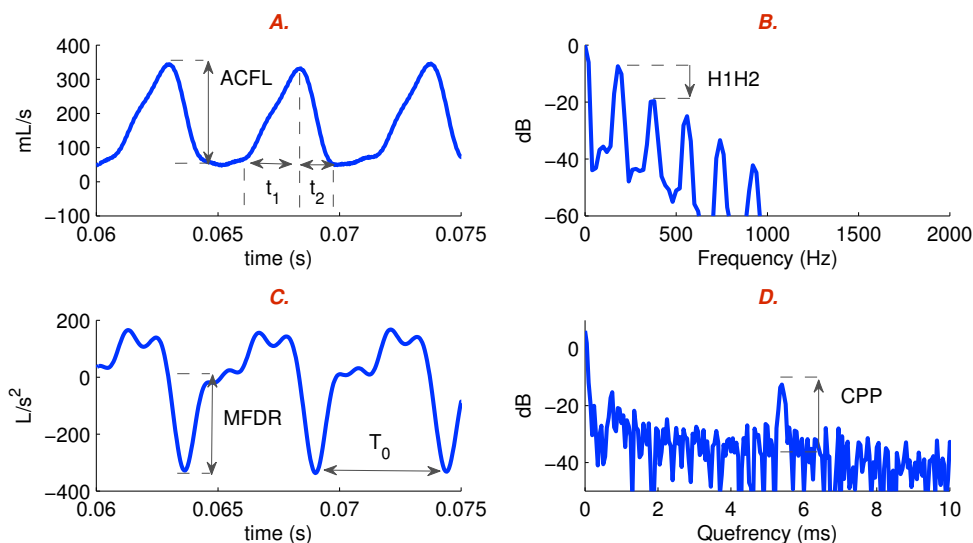 A.
400
300
200
100
0
−100
mL/s
ACFL
t1
t2
0.06
0.065
0.07
0.075
time (s)
B.
0
−20
−40
−60
dB
H1H2
0
500
1000
1500
2000
Frequency (Hz)
C.
200
0
−200
−400
L/s²
MFDR
T0
0.06
0.065
0.07
0.075
time (s)
D.
0
−20
−40
dB
CPP
0
2
4
6
8
10
Quefrency (ms)